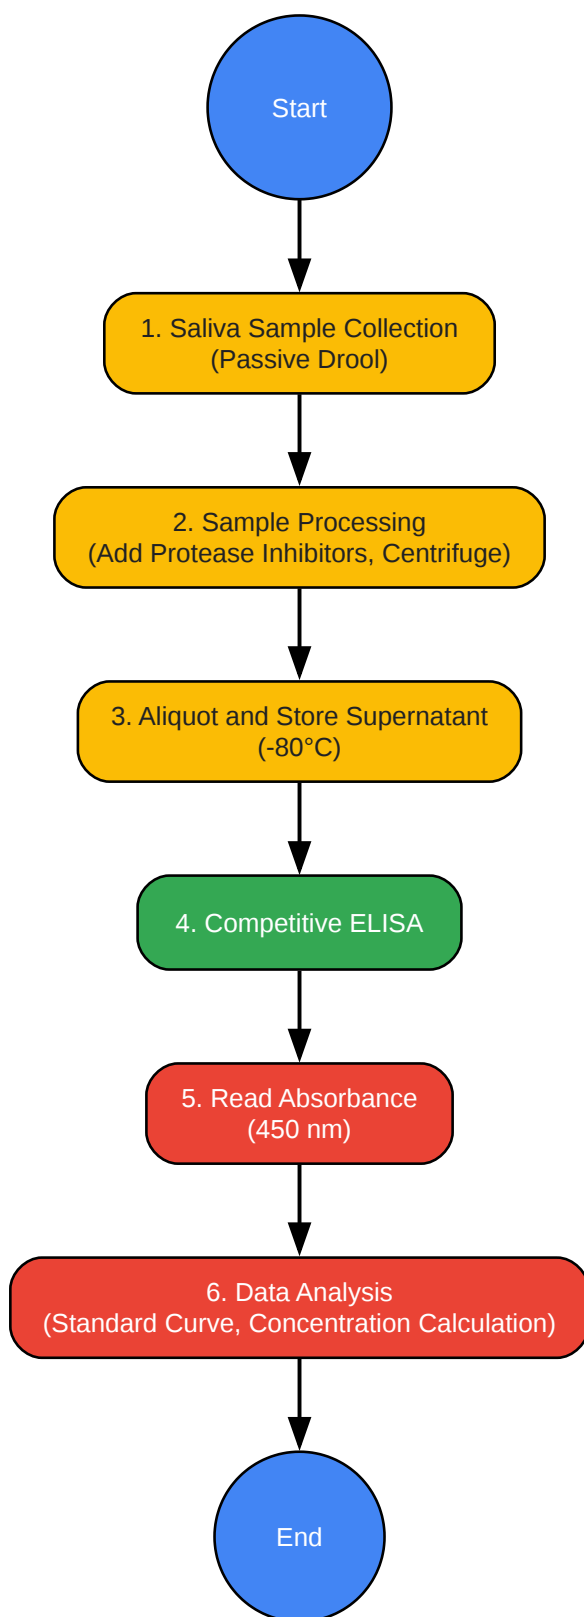 Start
1. Saliva Sample Collection
(Passive Drool)
2. Sample Processing
(Add Protease Inhibitors, Centrifuge)
3. Aliquot and Store Supernatant
(-80°C)
4. Competitive ELISA
5. Read Absorbance
(450 nm)
6. Data Analysis
(Standard Curve, Concentration Calculation)
End